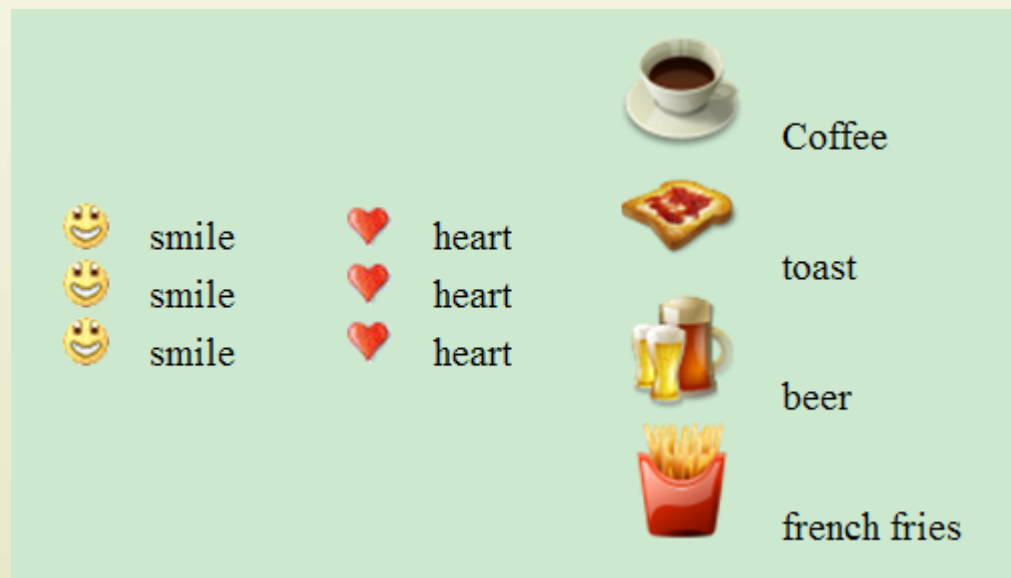 smile
smile
smile
heart
heart
heart
Coffee
toast
beer
french fries